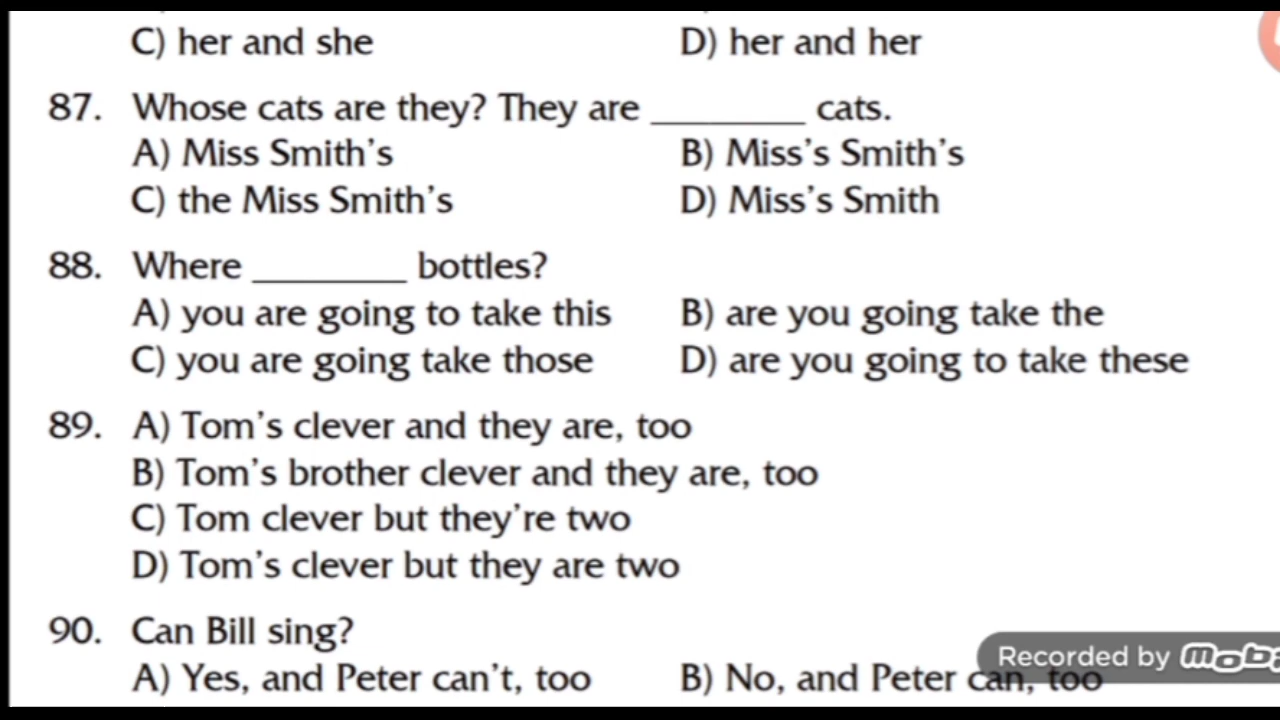 C) her and she D) her and her
87. Whose cats are they? They are ________ cats.
A) Miss Smith's B) Miss's Smith's
C) the Miss Smith's D) Miss's Smith
88. Where ________ bottles?
A) you are going to take this B) are you going take the
C) you are going take those D) are you going to take these
89. A) Tom's clever and they are, too
B) Tom's brother clever and they are, too
C) Tom clever but they're two
D) Tom's clever but they are two
90. Can Bill sing?
Recorded by
A) Yes, and Peter can't, too B) No, and Peter can, too